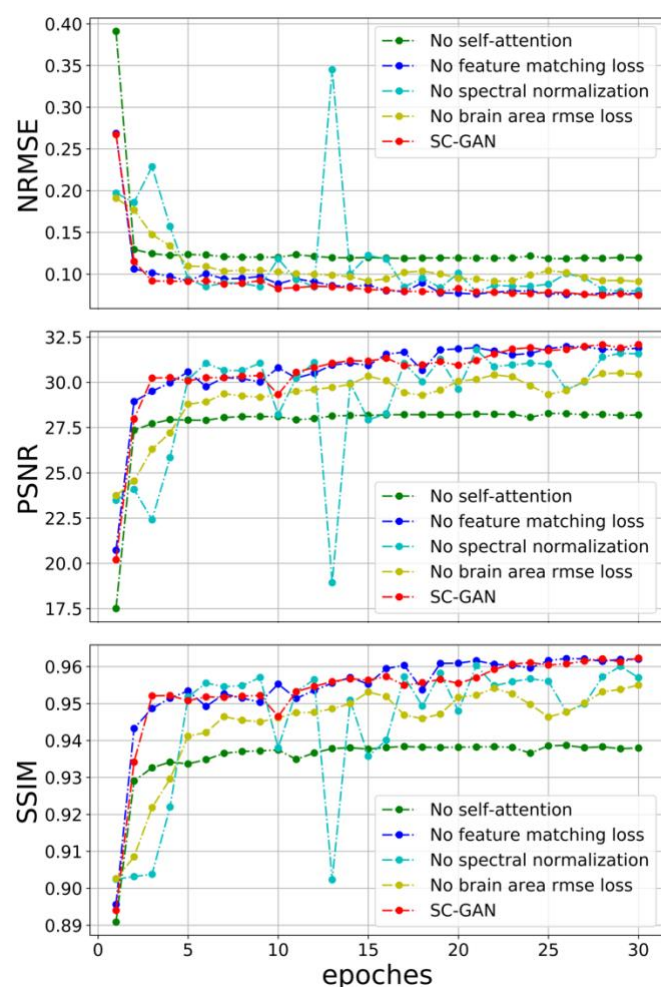 NRMSE
0.40
0.35
0.30
0.25
0.20
0.15
0.10
No self-attention
No feature matching loss
No spectral normalization
No brain area rmse loss
SC-GAN
PSNR
32.5
30.0
27.5
25.0
22.5
20.0
17.5
No self-attention
No feature matching loss
No spectral normalization
No brain area rmse loss
SC-GAN
SSIM
0.96
0.95
0.94
0.93
0.92
0.91
0.90
0.89
No self-attention
No feature matching loss
No spectral normalization
No brain area rmse loss
SC-GAN
0 5 10 15 20 25 30
epoches